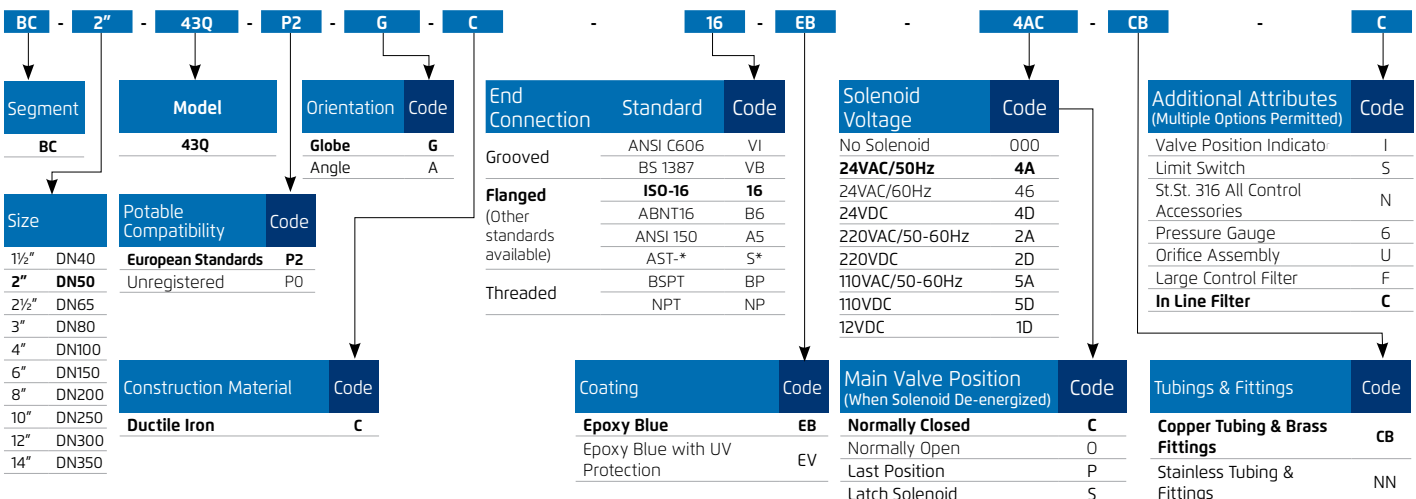 BC - 2" - 43Q - P2 - G - C - 16 - EB - 4AC - CB - C
Segment
BC
Model
43Q
Orientation Code
Globe G
Angle A
End Connection Standard Code
Grooved
ANSI C606 VI
BS 1387 VB
Flanged
(Other
standards
available)
ISO-16 16
ABNT16 B6
ANSI 150 A5
AST-* S*
Threaded
BSPT BP
NPT NP
Solenoid
Voltage Code
No Solenoid 000
24VAC/50Hz 4A
24VAC/60Hz 46
24VDC 4D
220VAC/50-60Hz 2A
220VDC 2D
110VAC/50-60Hz 5A
110VDC 5D
12VDC 1D
Additional Attributes
(Multiple Options Permitted) Code
Valve Position Indicator I
Limit Switch S
St.St. 316 All Control
Accessories N
Pressure Gauge 6
Orifice Assembly U
Large Control Filter F
In Line Filter C
Size
1½" DN40
2" DN50
2½" DN65
3" DN80
4" DN100
6" DN150
8" DN200
10" DN250
12" DN300
14" DN350
Potable
Compatibility Code
European Standards P2
Unregistered P0
Construction Material Code
Ductile Iron C
Coating Code
Epoxy Blue EB
Epoxy Blue with UV
Protection EV
Main Valve Position
(When Solenoid De-energized) Code
Normally Closed C
Normally Open O
Last Position P
Latch Solenoid S
Tubings & Fittings Code
Copper Tubing & Brass
Fittings CB
Stainless Tubing &
Fittings NN